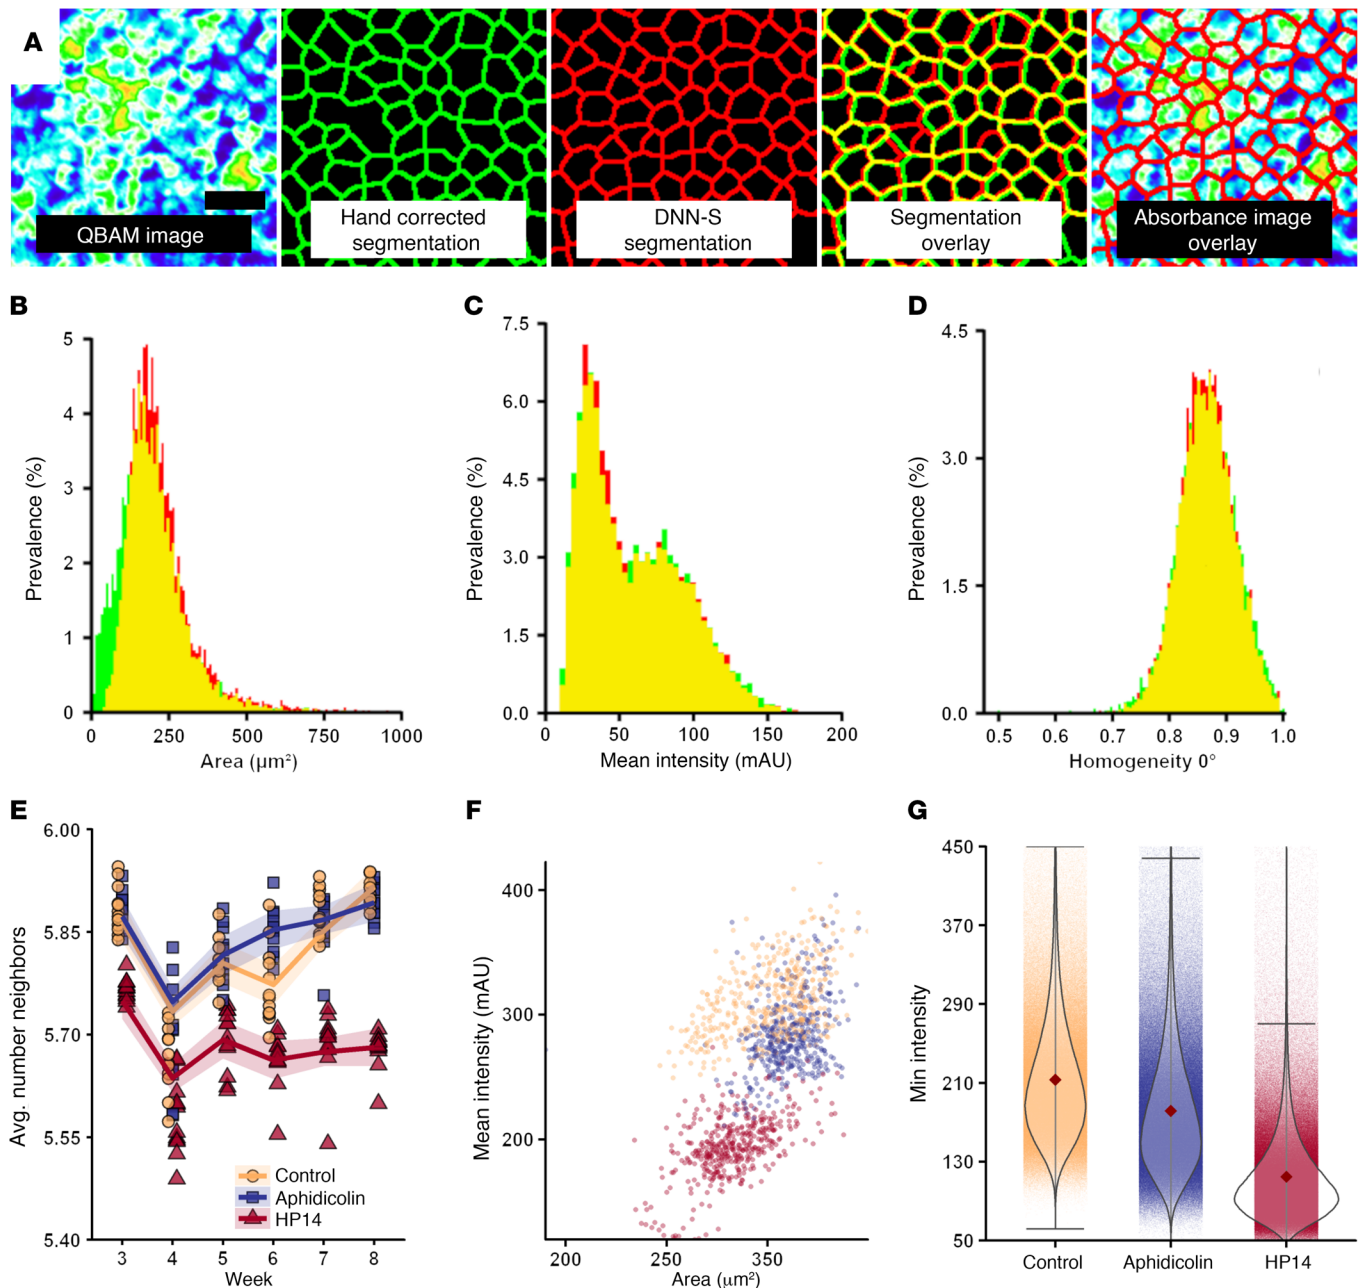 A
QBAM image
Hand corrected
segmentation
DNN-S
segmentation
Segmentation
overlay
Absorbance image
overlay
B
Prevalence (%)
5
4
3
2
1
0
0 250 500 750 1000
Area (µm²)
C
Prevalence (%)
7.5
6.0
4.5
3.0
1.5
0.0
0 50 100 150 200
Mean intensity (mAU)
D
Prevalence (%)
4.5
3.0
1.5
0.0
0.5 0.6 0.7 0.8 0.9 1.0
Homogeneity 0°
E
Avg. number neighbors
6.00
5.85
5.70
5.55
5.40
Control
Aphidicolin
HP14
3 4 5 6 7 8
Week
F
Mean intensity (mAU)
400
300
200
200 250 300 350
Area (µm²)
G
Min intensity
450
370
290
210
130
50
Control Aphidicolin HP14